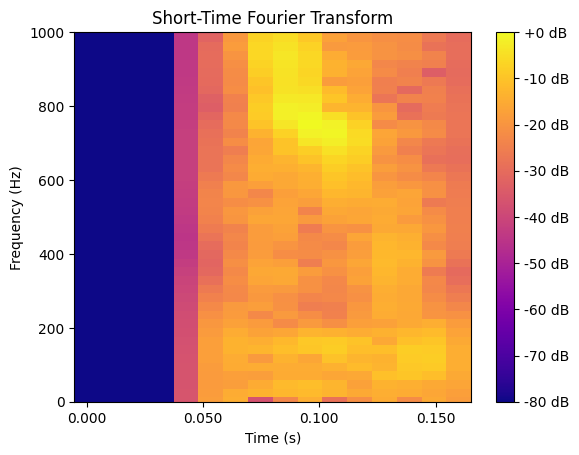 Short-Time Fourier Transform
1000
800
600
400
200
0
Frequency (Hz)
0.000
0.050
0.100
0.150
Time (s)
+0 dB
-10 dB
-20 dB
-30 dB
-40 dB
-50 dB
-60 dB
-70 dB
-80 dB